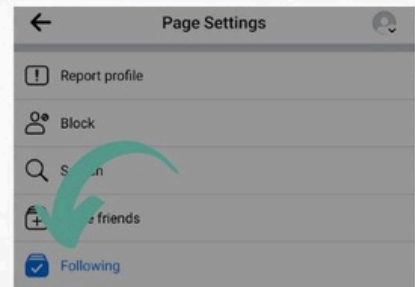 Page Settings
Report profile
Block
friends
Following